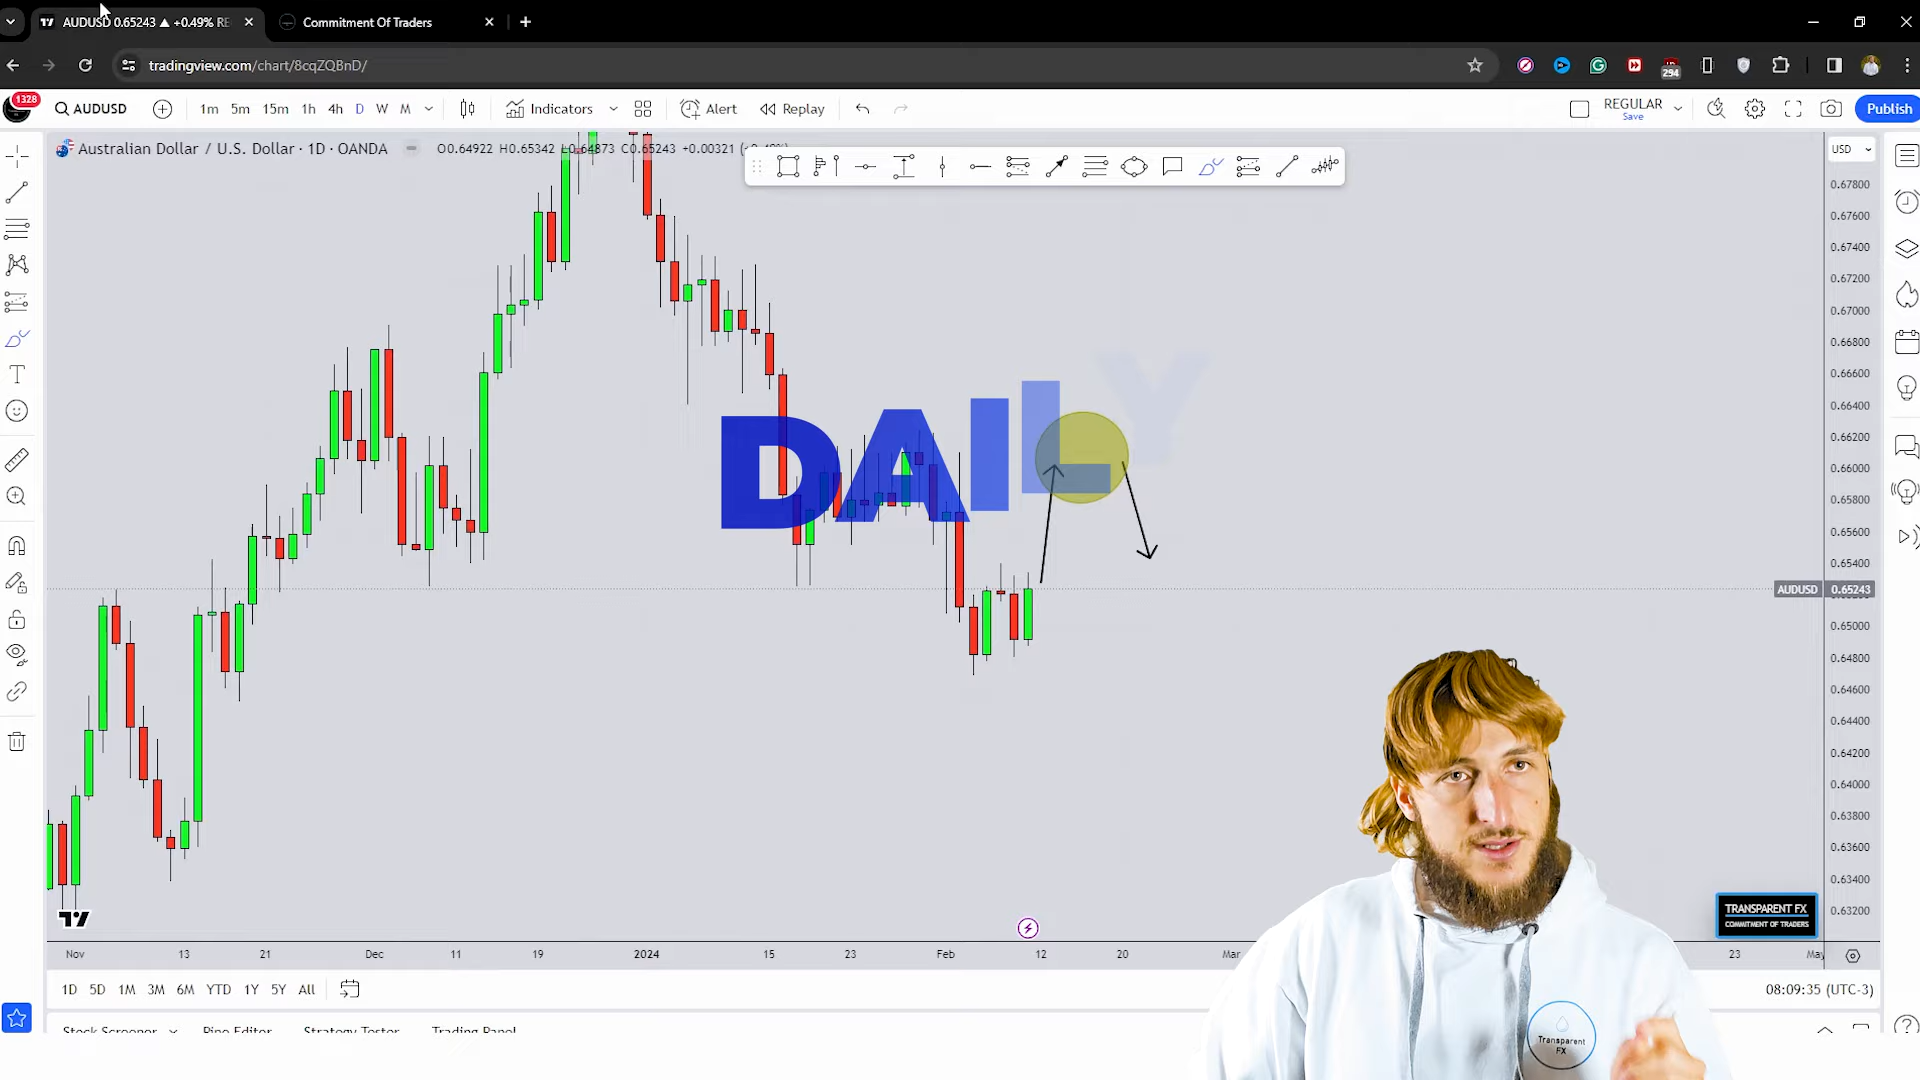 AUDUSD 0.65243 ▲ +0.49% RE
Commitment Of Traders
tradingview.com/chart/8cqZQBnD/
294
1328
AUDUSD
1m 5m 15m 1h 4h D W M
Indicators
Alert
Replay
REGULAR
Save
Publish
Australian Dollar / U.S. Dollar · 1D · OANDA
O0.64922 H0.65342 L0.64873 C0.65243 +0.00321
USD
0.67800
0.67600
0.67400
0.67200
0.67000
0.66800
0.66600
0.66400
0.66200
0.66000
0.65800
0.65600
0.65400
AUDUSD 0.65243
0.65000
0.64800
0.64600
0.64400
0.64200
0.64000
0.63800
0.63600
0.63400
0.63200
DAILY
TRANSPARENT FX
COMMITMENT OF TRADERS
Nov 13 21 Dec 11 19 2024 15 23 Feb 12 20 Mar 23 May
1D 5D 1M 3M 6M YTD 1Y 5Y All
08:09:35 (UTC-3)
Stock Screener Pine Editor Strategy Tester Trading Panel
Transparent
FX